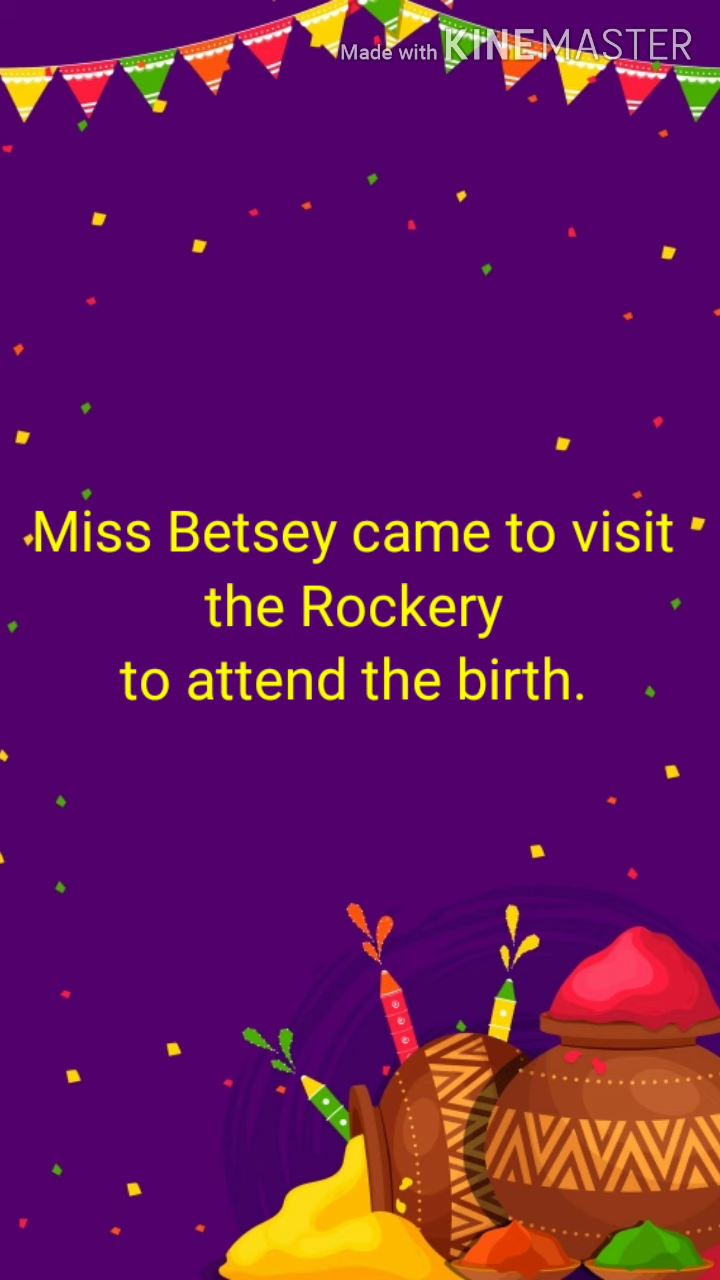 Made with KINEMASTER
Miss Betsey came to visit
the Rockery
to attend the birth.